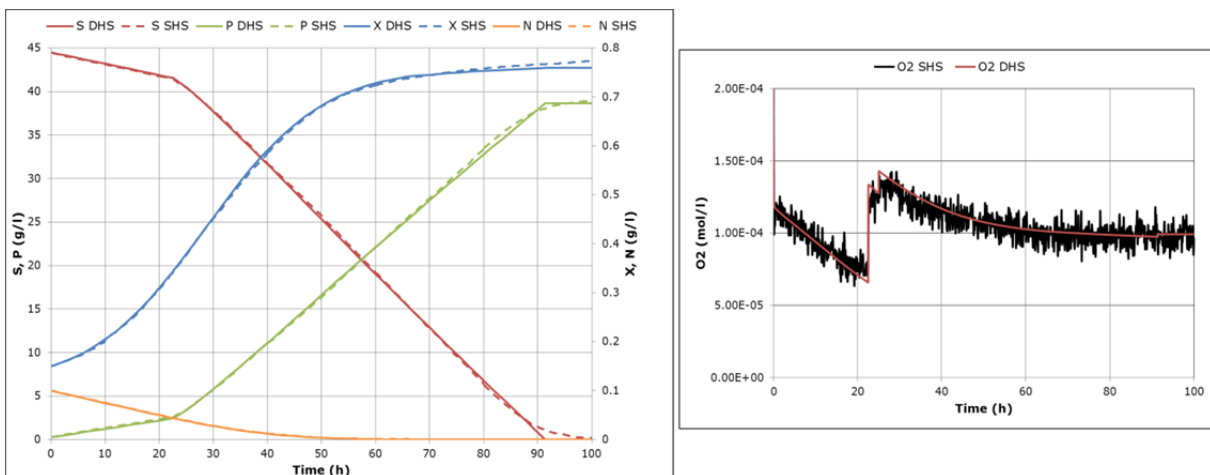 S DHS S SHS P DHS P SHS X DHS X SHS N DHS N SHS
45
40
35
30
25
20
15
10
5
0
S, P (g/l)
0.8
0.7
0.6
0.5
0.4
0.3
0.2
0.1
0
X, N (g/l)
0 10 20 30 40 50 60 70 80 90 100
Time (h)
O2 SHS O2 DHS
2.00E-04
1.50E-04
1.00E-04
5.00E-05
0.00E+00
O2 (mol/l)
0 20 40 60 80 100
Time (h)